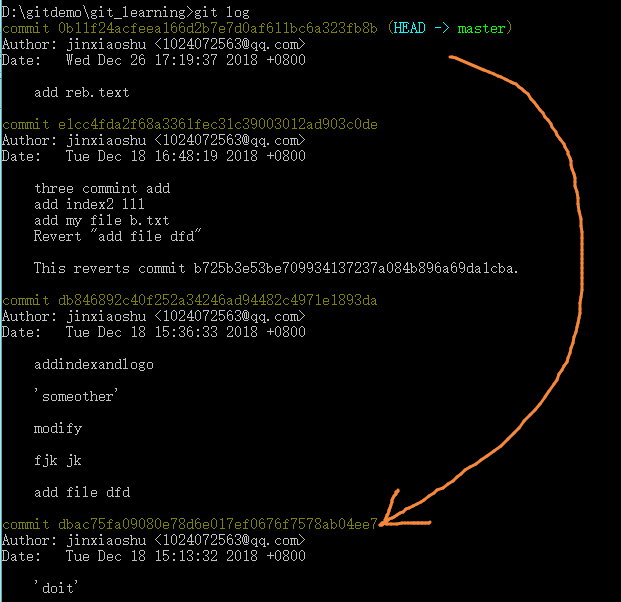 D:\gitdemo\git_learning>git log
commit 0b11f24acfeea166d2b7e7d0af611bc6a323fb8b (HEAD -> master)
Author: jinxiaoshu <1024072563@qq.com>
Date:   Wed Dec 26 17:19:37 2018 +0800
add reb.text
commit e1cc4fda2f68a3361fec31c39003012ad903c0de
Author: jinxiaoshu <1024072563@qq.com>
Date:   Tue Dec 18 16:48:19 2018 +0800
three commint add
add index2 111
add my file b.txt
Revert "add file dfd"
This reverts commit b725b3e53be709934137237a084b896a69da1cba.
commit db846892c40f252a34246ad94482c4971e1893da
Author: jinxiaoshu <1024072563@qq.com>
Date:   Tue Dec 18 15:36:33 2018 +0800
addindexandlogo
'someother'
modify
fjk jk
add file dfd
commit dbac75fa09080e78d6e017ef0676f7578ab04ee7
Author: jinxiaoshu <1024072563@qq.com>
Date:   Tue Dec 18 15:13:32 2018 +0800
'doit'